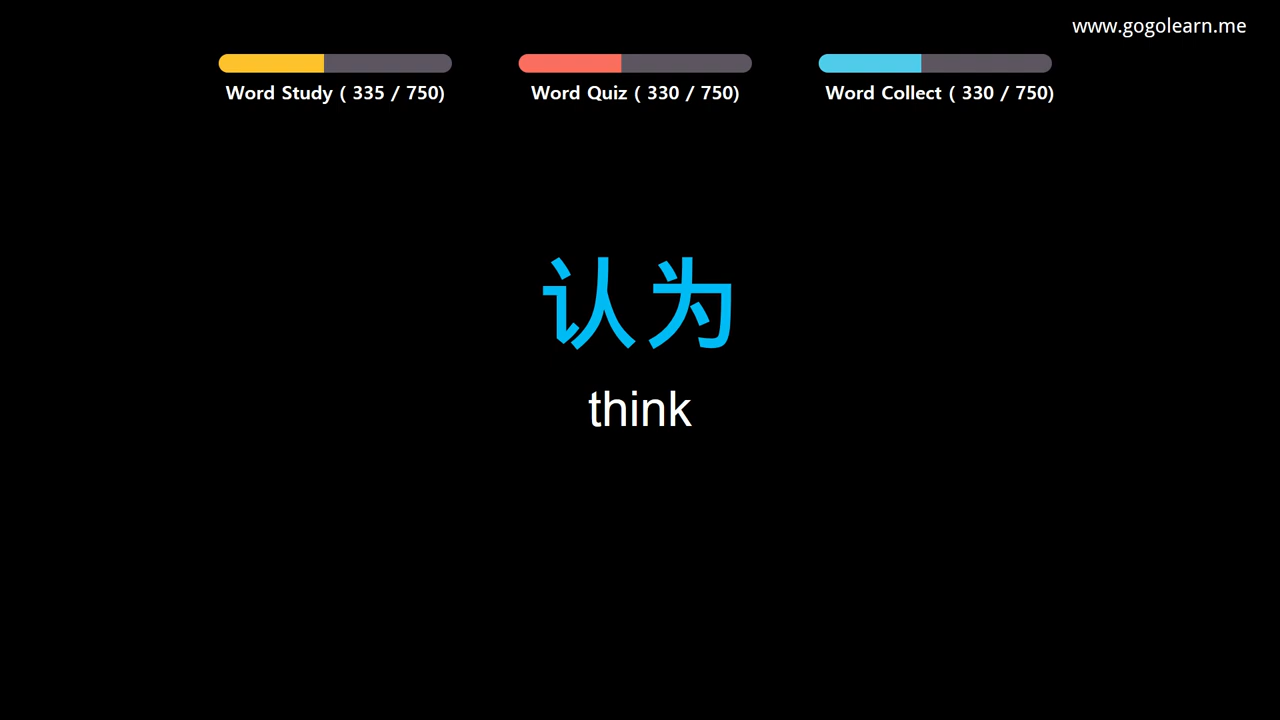 www.gogolearn.me
Word Study ( 335 / 750)
Word Quiz ( 330 / 750)
Word Collect ( 330 / 750)
认为
think